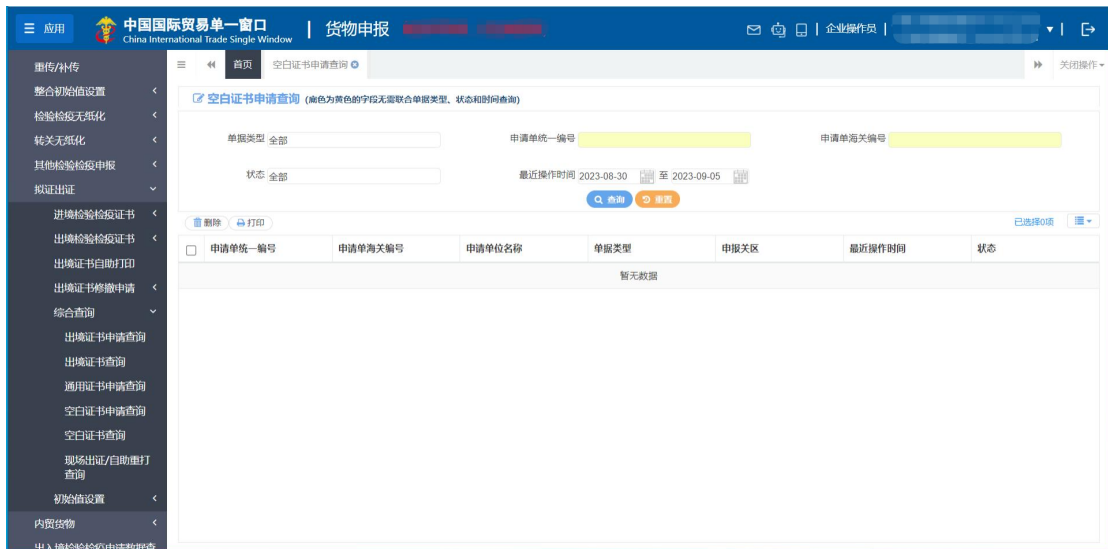 应用
中国国际贸易单一窗口
China International Trade Single Window
货物申报
企业操作员
重传/补传
整合初始值设置
检验检疫无纸化
转关无纸化
其他检验检疫申报
拟证出证
进境检验检疫证书
出境检验检疫证书
出境证书自助打印
出境证书修撤申请
综合查询
出境证书申请查询
出境证书查询
通用证书申请查询
空白证书申请查询
空白证书查询
现场出证/自助重打
查询
初始值设置
内贸货物
出入境检验检疫申请数据查
首页 空白证书申请查询
关闭操作
空白证书申请查询 (底色为黄色的字段无需联合单据类型、状态和时间查询)
单据类型 全部 申请单统一编号 申请单海关编号
状态 全部 最近操作时间 2023-08-30 至 2023-09-05
查询 重置
删除 打印 已选择0项
申请单统一编号 申请单海关编号 申请单位名称 单据类型 申报关区 最近操作时间 状态
暂无数据